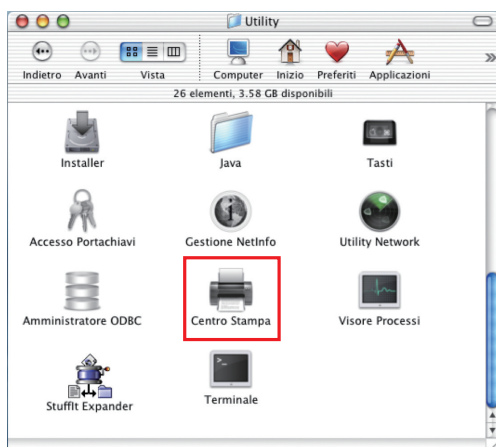 Utility
Indietro Avanti Vista Computer Inizio Preferiti Applicazioni
26 elementi, 3.58 GB disponibili
Installer Java Tasti
Accesso Portachiavi Gestione NetInfo Utility Network
Amministratore ODBC Centro Stampa Visore Processi
StuffIt Expander Terminale